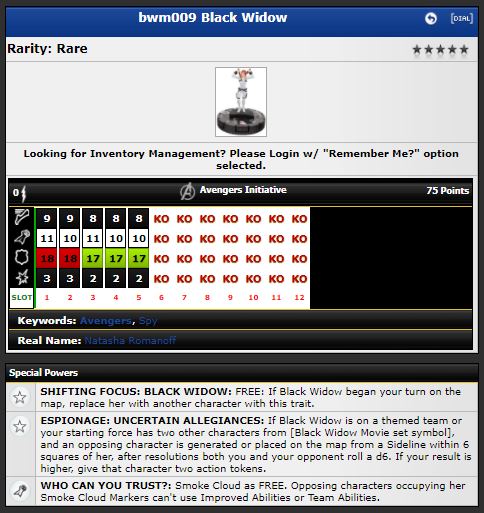 bwm009 Black Widow
[DIAL]
Rarity: Rare
Looking for Inventory Management? Please Login w/ "Remember Me?" option
selected.
0
Avengers Initiative
75 Points
9 9 8 8 8 KO KO KO KO KO KO KO
11 10 11 10 10 KO KO KO KO KO KO KO
18 18 17 17 17 KO KO KO KO KO KO KO
3 3 2 2 2 KO KO KO KO KO KO KO
SLOT 1 2 3 4 5 6 7 8 9 10 11 12
Keywords: Avengers, Spy
Real Name: Natasha Romanoff
Special Powers
SHIFTING FOCUS: BLACK WIDOW: FREE: If Black Widow began your turn on the
map, replace her with another character with this trait.
ESPIONAGE: UNCERTAIN ALLEGIANCES: If Black Widow is on a themed team or
your starting force has two other characters from [Black Widow Movie set symbol],
and an opposing character is generated or placed on the map from a Sideline within 6
squares of her, after resolutions both you and your opponent roll a d6. If your result is
higher, give that character two action tokens.
WHO CAN YOU TRUST?: Smoke Cloud as FREE. Opposing characters occupying her
Smoke Cloud Markers can't use Improved Abilities or Team Abilities.